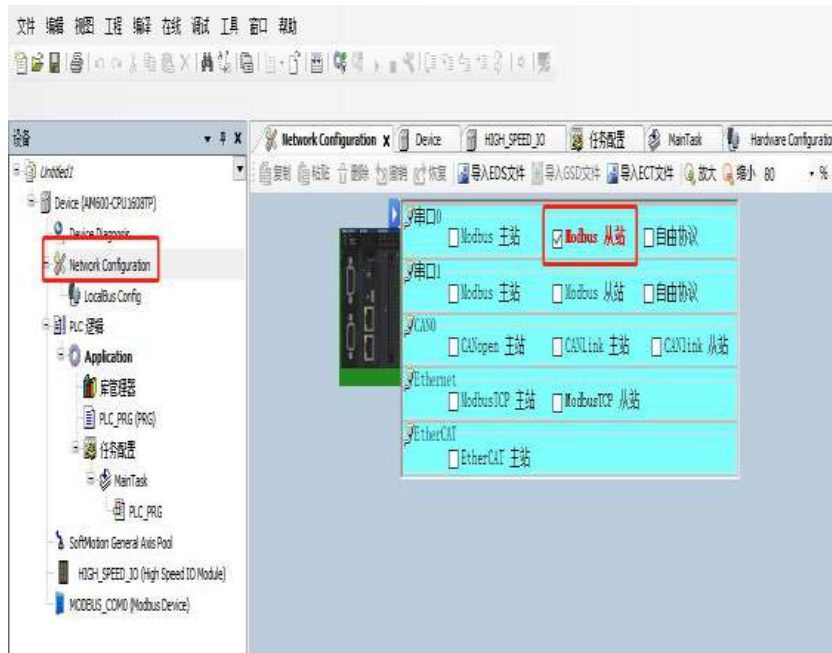 文件 编辑 视图 工程 编译 在线 调试 工具 窗口 帮助
设备
Network Configuration Device HIGH_SPEED_IO 任务配置 MainTask Hardware Configuratio
复制 粘贴 删除 撤销 恢复 导入EDS文件 导入GSD文件 导入ECT文件 放大 缩小 80 %
Untitled1
Device (AM600-CPU1608TP)
Device Diagnosis
Network Configuration
LocalBus Config
PLC 逻辑
Application
库管理器
PLC_PRG (PRG)
任务配置
MainTask
PLC_PRG
SoftMotion General Axis Pool
HIGH_SPEED_IO (High Speed IO Module)
MODBUS_COM0 (Modbus Device)
串口0
Modbus 主站 Modbus 从站 自由协议
串口1
Modbus 主站 Modbus 从站 自由协议
CAN0
CANopen 主站 CANLink 主站 CANlink 从站
Ethernet
ModbusTCP 主站 ModbusTCP 从站
EtherCAT
EtherCAT 主站